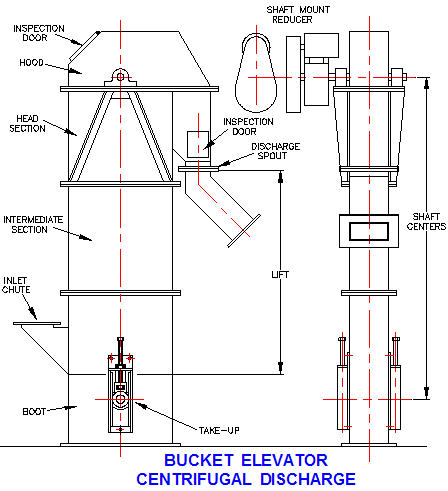 SHAFT MOUNT
REDUCER
INSPECTION
DOOR
HOOD
HEAD
SECTION
INSPECTION
DOOR
DISCHARGE
SPOUT
INTERMEDIATE
SECTION
SHAFT
CENTERS
LIFT
INLET
CHUTE
BOOT
TAKE-UP
BUCKET ELEVATOR
CENTRIFUGAL DISCHARGE